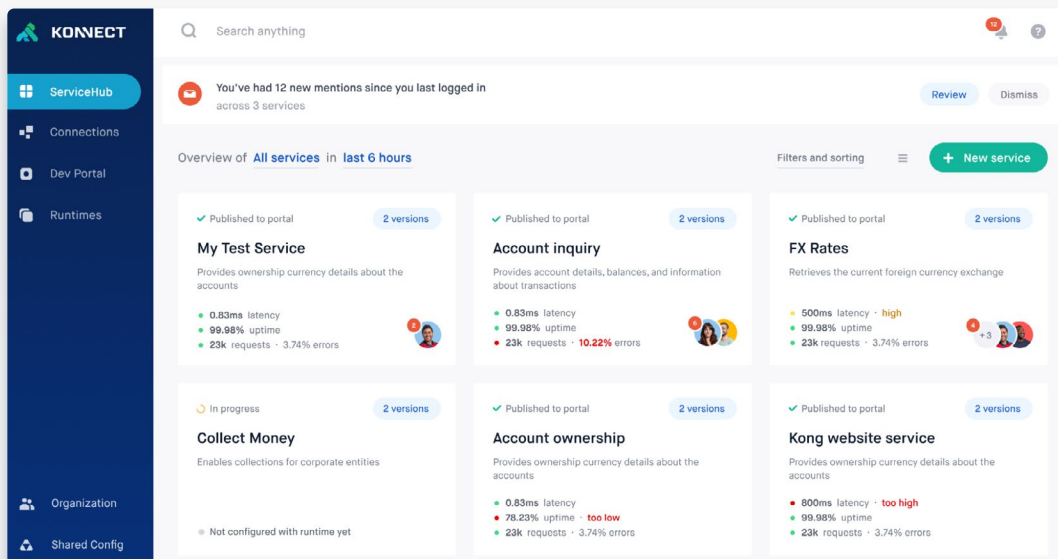 KONNECT
Search anything
12
?
ServiceHub
Connections
Dev Portal
Runtimes
Organization
Shared Config
You've had 12 new mentions since you last logged in
across 3 services
Review
Dismiss
Overview of All services in last 6 hours
Filters and sorting
+ New service
Published to portal
2 versions
My Test Service
Provides ownership currency details about the
accounts
0.83ms latency
99.98% uptime
23k requests · 3.74% errors
2
Published to portal
2 versions
Account inquiry
Provides account details, balances, and information
about transactions
0.83ms latency
99.98% uptime
23k requests · 10.22% errors
6
Published to portal
2 versions
FX Rates
Retrieves the current foreign currency exchange
500ms latency · high
99.98% uptime
23k requests · 3.74% errors
4
+3
In progress
2 versions
Collect Money
Enables collections for corporate entities
Not configured with runtime yet
Published to portal
2 versions
Account ownership
Provides ownership currency details about the
accounts
0.83ms latency
78.23% uptime · too low
23k requests · 3.74% errors
Published to portal
2 versions
Kong website service
Provides ownership currency details about the
accounts
800ms latency · too high
99.98% uptime
23k requests · 3.74% errors